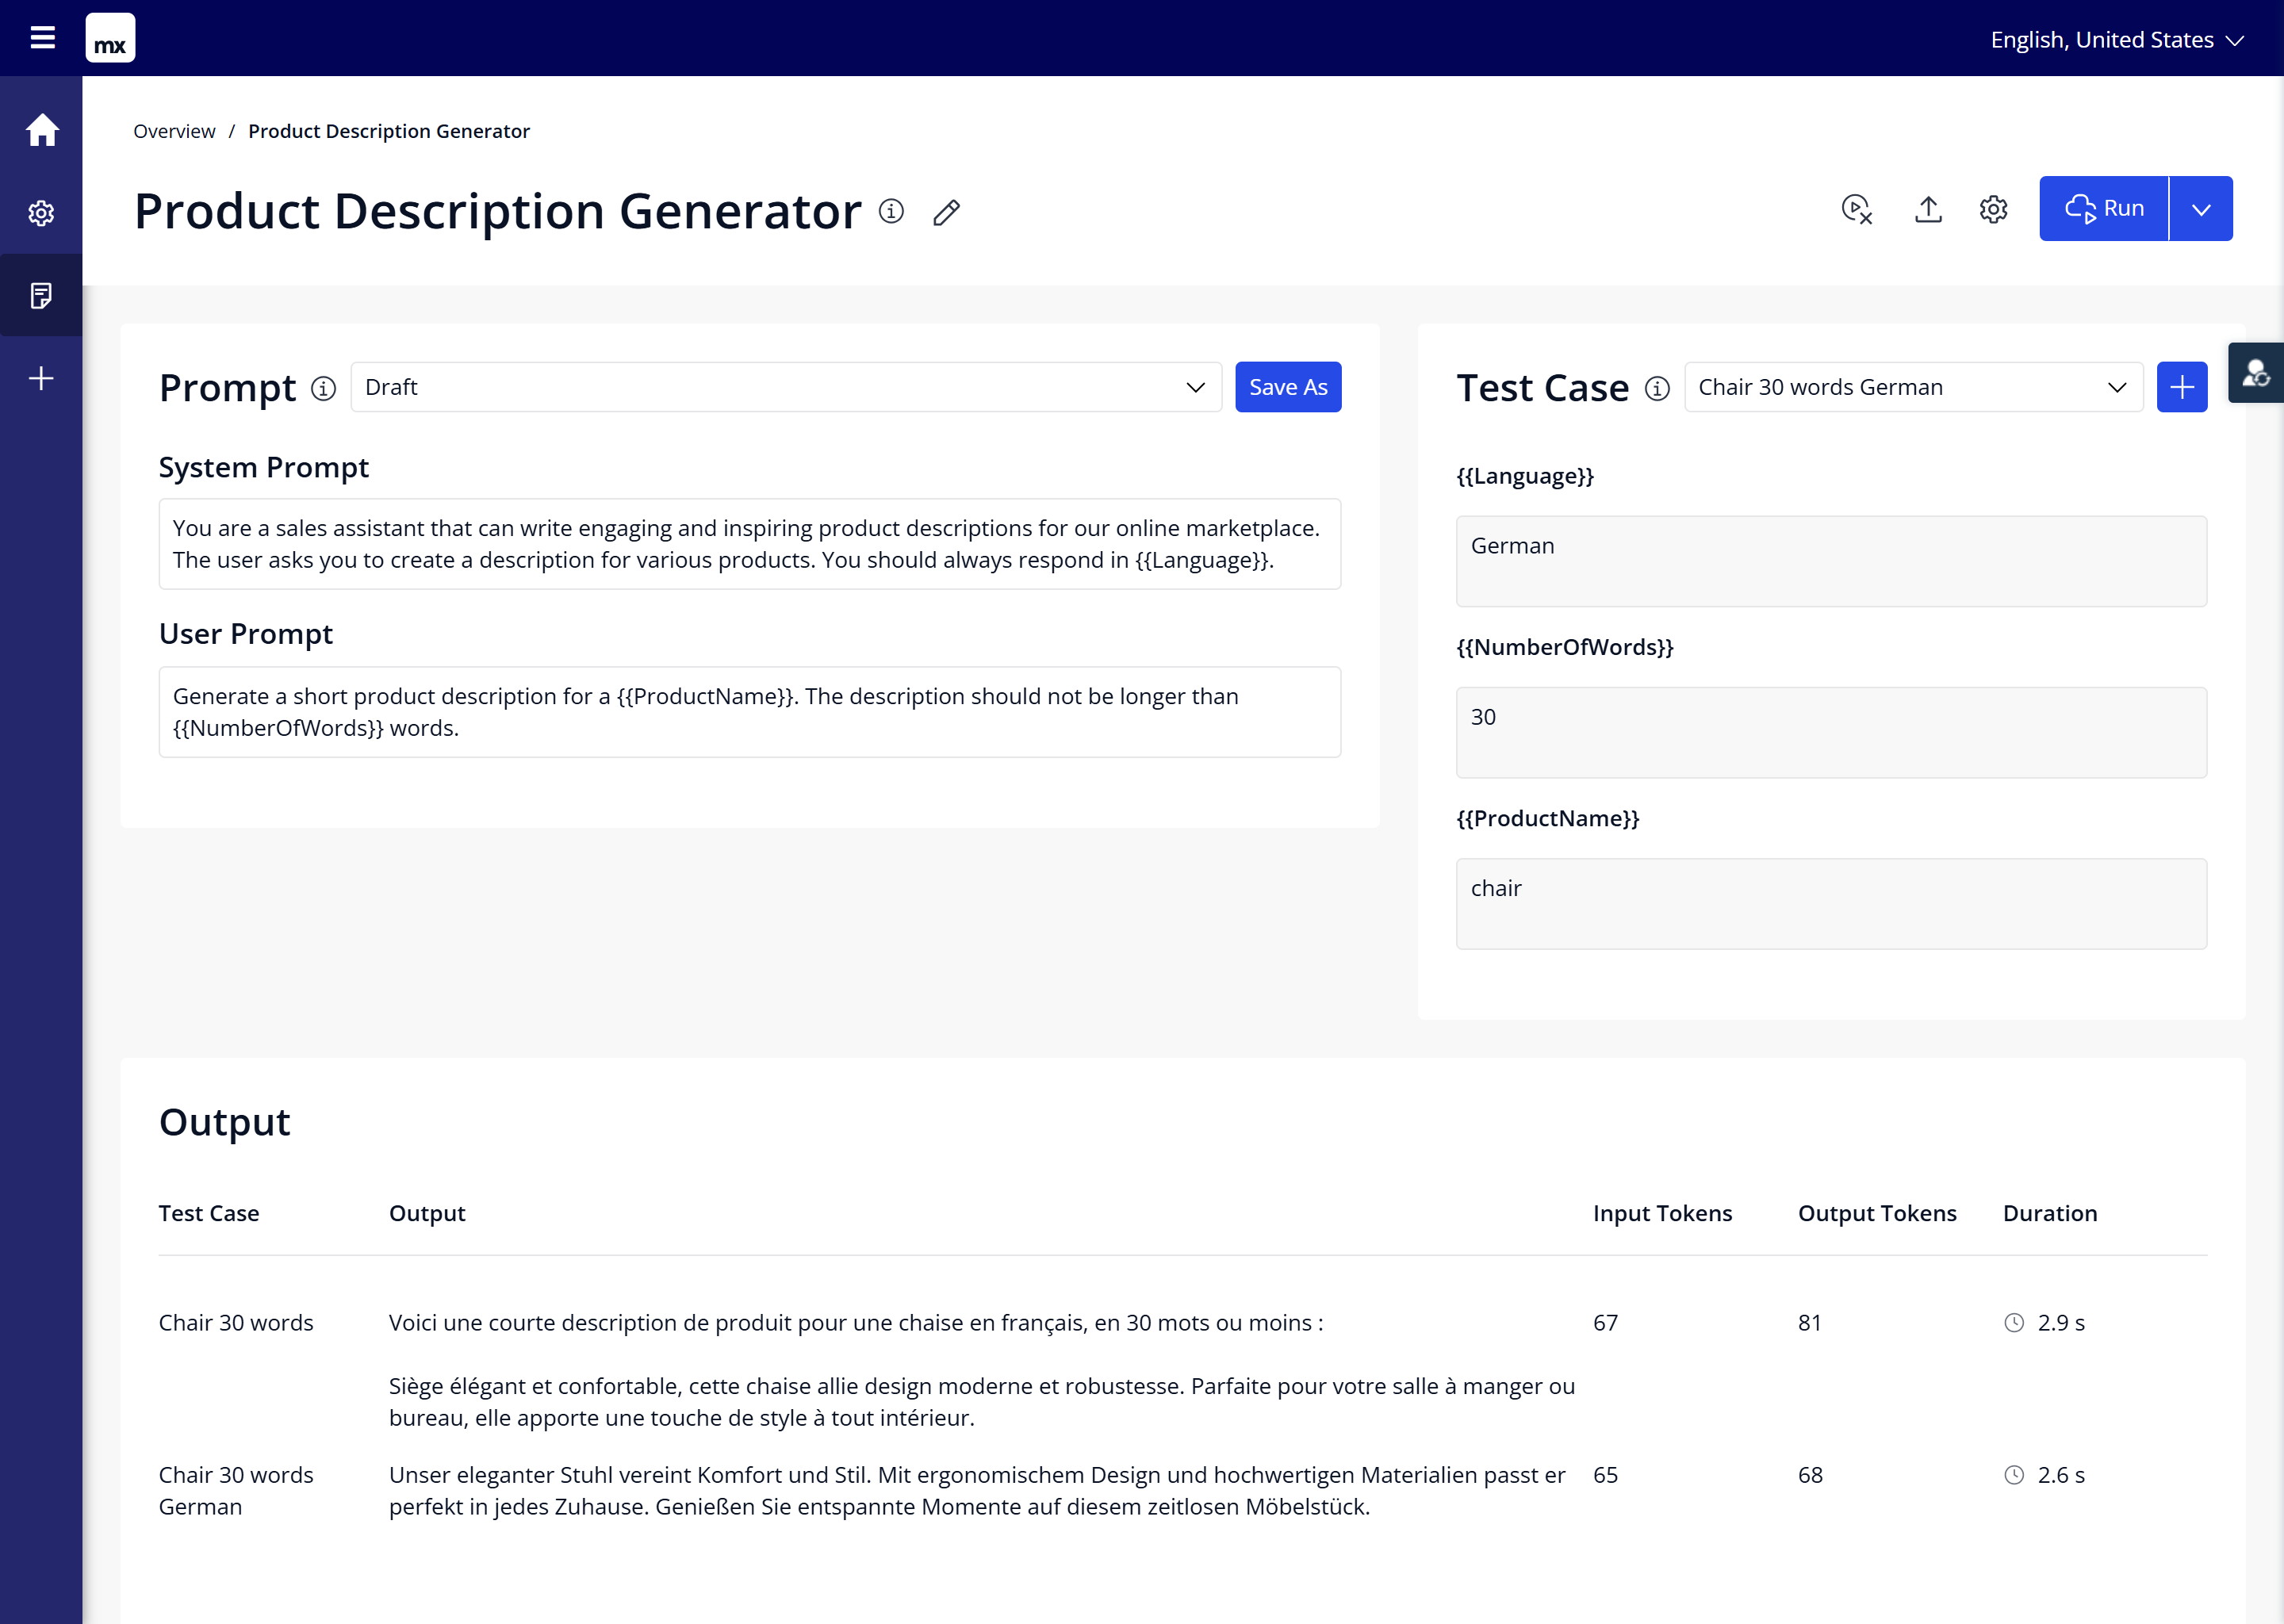 mx
English, United States
Overview / Product Description Generator
Product Description Generator
Run
Prompt
Draft
Save As
System Prompt
You are a sales assistant that can write engaging and inspiring product descriptions for our online marketplace.
The user asks you to create a description for various products. You should always respond in {{Language}}.
User Prompt
Generate a short product description for a {{ProductName}}. The description should not be longer than
{{NumberOfWords}} words.
Test Case
Chair 30 words German
{{Language}}
German
{{NumberOfWords}}
30
{{ProductName}}
chair
Output
Test Case Output Input Tokens Output Tokens Duration
Chair 30 words Voici une courte description de produit pour une chaise en français, en 30 mots ou moins : 67 81 2.9 s
Siège élégant et confortable, cette chaise allie design moderne et robustesse. Parfaite pour votre salle à manger ou
bureau, elle apporte une touche de style à tout intérieur.
Chair 30 words Unser eleganter Stuhl vereint Komfort und Stil. Mit ergonomischem Design und hochwertigen Materialien passt er 65 68 2.6 s
German perfekt in jedes Zuhause. Genießen Sie entspannte Momente auf diesem zeitlosen Möbelstück.